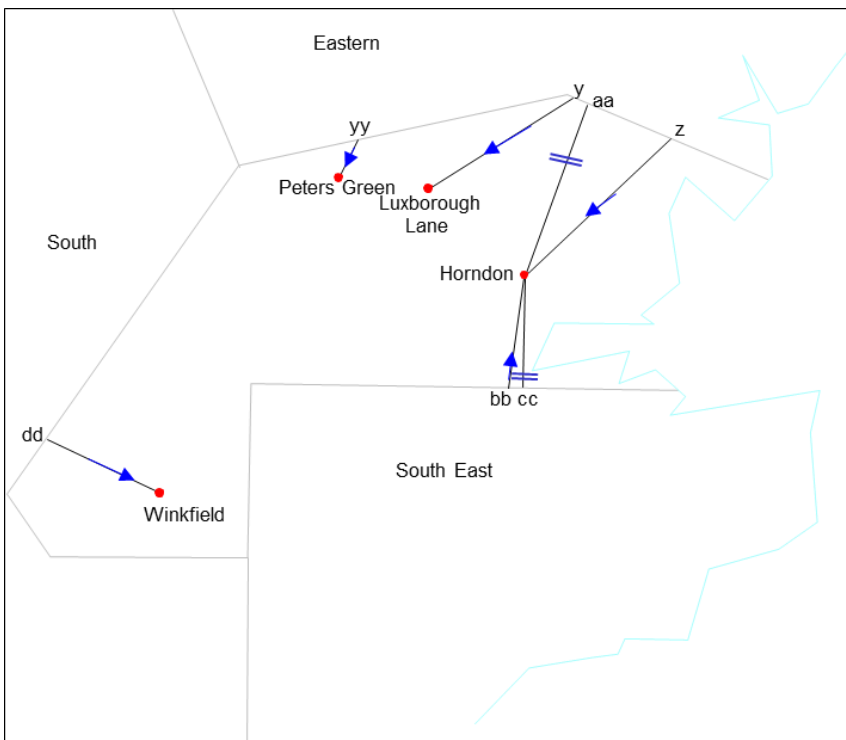 Eastern
y
aa
yy
z
Peters Green
Luxborough
Lane
South
Horndon
bb cc
dd
South East
Winkfield